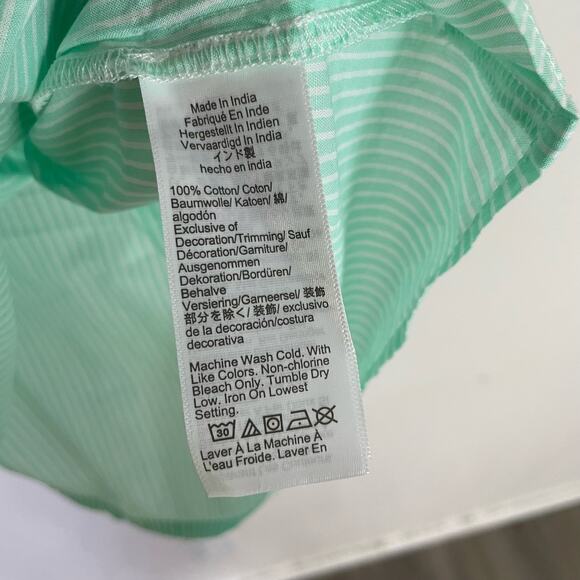 Made In India
Fabriqué En Inde
Hergestellt In Indien
Vervaardigd In India
インド製
hecho en india
100% Cotton/ Coton/
Baumwolle/ Katoen/ 綿/
algodón
Exclusive of
Decoration/Trimming/ Sauf
Décoration/Garniture/
Ausgenommen
Dekoration/Bordüren/
Behalve
Versiering/Garneersel/ 装飾
部分を除く/ 装飾/ exclusivo
de la decoración/costura
decorativa
Machine Wash Cold. With
Like Colors. Non-chlorine
Bleach Only. Tumble Dry
Low. Iron On Lowest
Setting.
30
Laver À La Machine À
L'eau Froide. Laver En